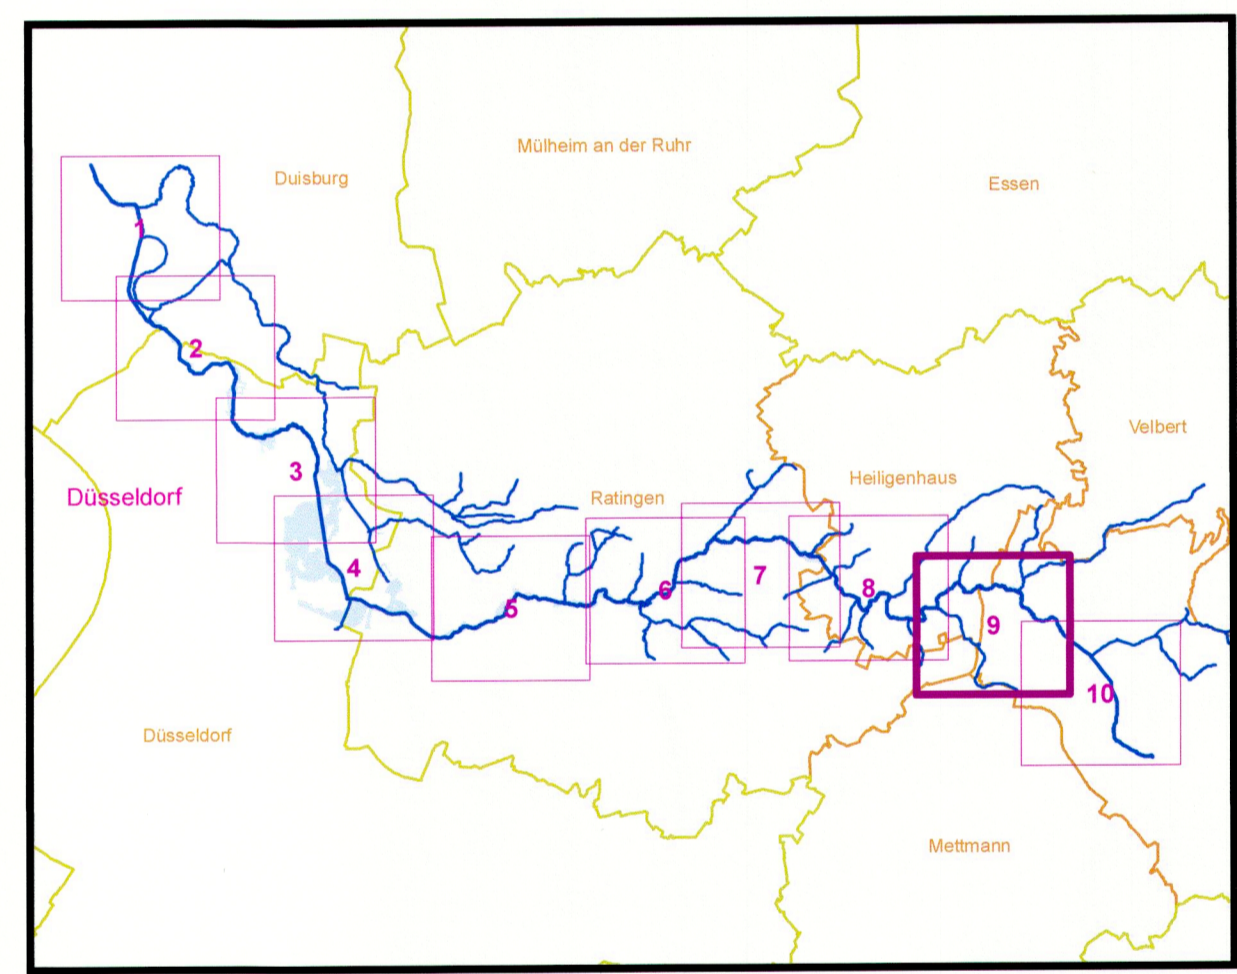 Mülheim an der Ruhr
Duisburg
Essen
1
2
Velbert
3
Heiligenhaus
Düsseldorf
Ratingen
4
7
5
6
8
9
10
Düsseldorf
Mettmann